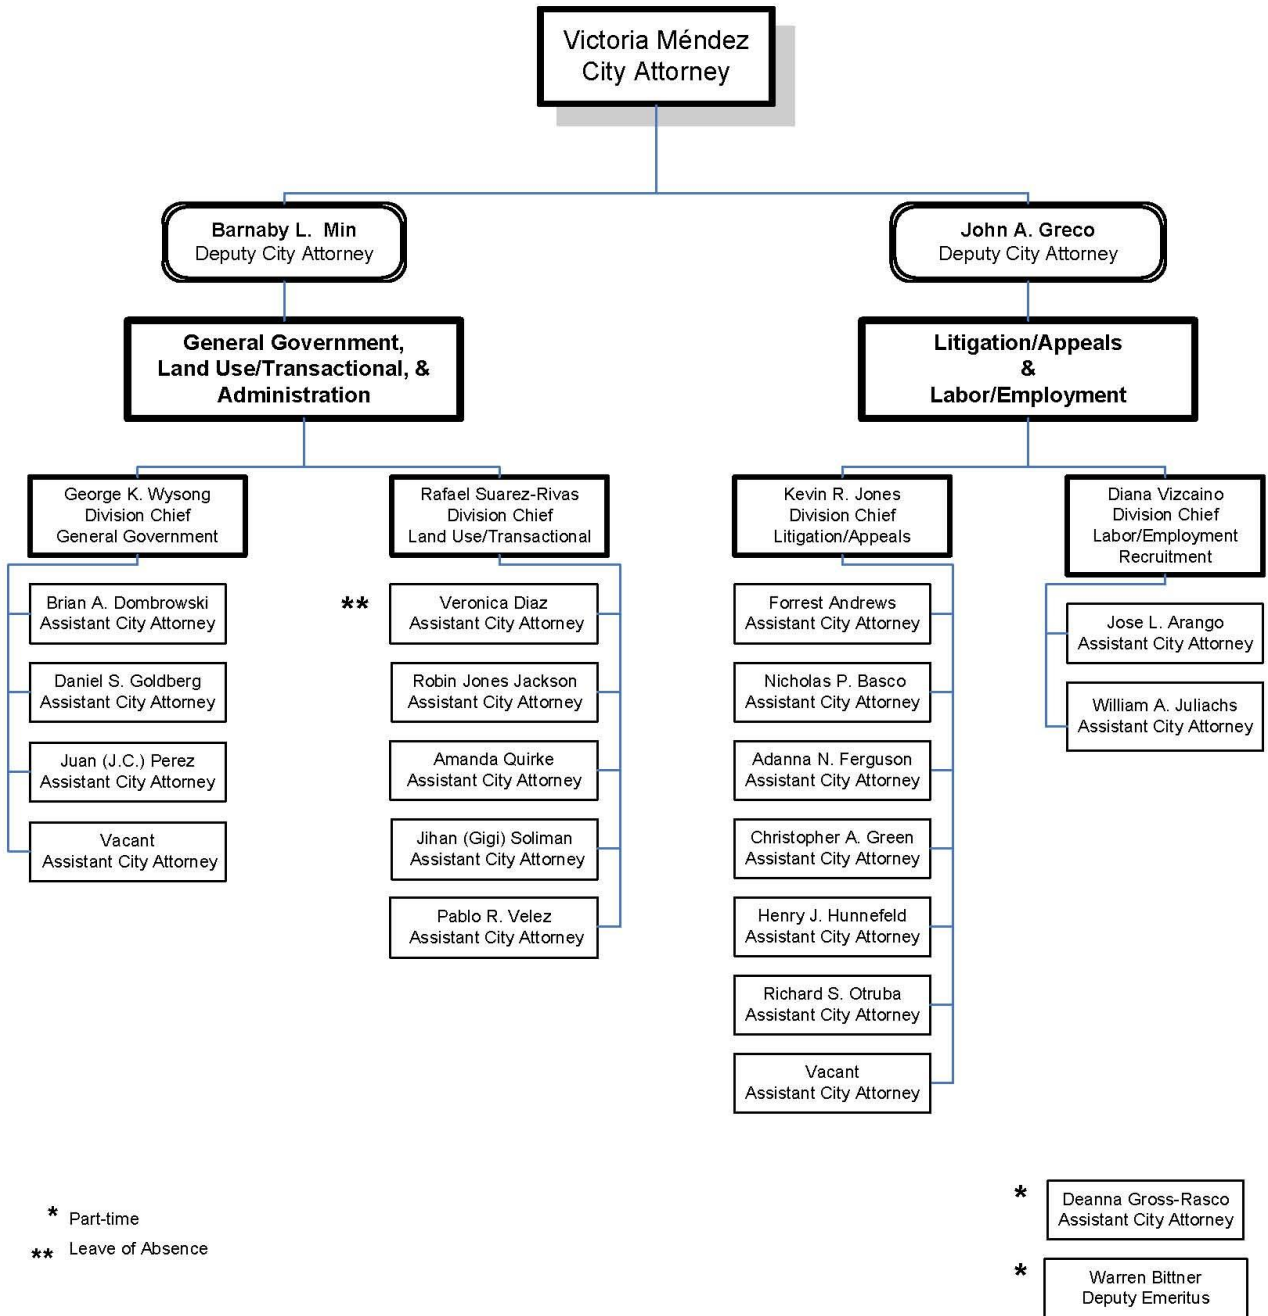 Victoria Méndez
City Attorney
Barnaby L. Min
Deputy City Attorney
John A. Greco
Deputy City Attorney
General Government,
Land Use/Transactional, &
Administration
Litigation/Appeals
&
Labor/Employment
George K. Wysong
Division Chief
General Government
Brian A. Dombrowski
Assistant City Attorney
Daniel S. Goldberg
Assistant City Attorney
Juan (J.C.) Perez
Assistant City Attorney
Vacant
Assistant City Attorney
Rafael Suarez-Rivas
Division Chief
Land Use/Transactional
**
Veronica Diaz
Assistant City Attorney
Robin Jones Jackson
Assistant City Attorney
Amanda Quirke
Assistant City Attorney
Jihan (Gigi) Soliman
Assistant City Attorney
Pablo R. Velez
Assistant City Attorney
Kevin R. Jones
Division Chief
Litigation/Appeals
Forrest Andrews
Assistant City Attorney
Nicholas P. Basco
Assistant City Attorney
Adanna N. Ferguson
Assistant City Attorney
Christopher A. Green
Assistant City Attorney
Henry J. Hunnefeld
Assistant City Attorney
Richard S. Otruba
Assistant City Attorney
Vacant
Assistant City Attorney
Diana Vizcaino
Division Chief
Labor/Employment
Recruitment
Jose L. Arango
Assistant City Attorney
William A. Juliachs
Assistant City Attorney
* Part-time
** Leave of Absence
* Deanna Gross-Rasco
Assistant City Attorney
* Warren Bittner
Deputy Emeritus